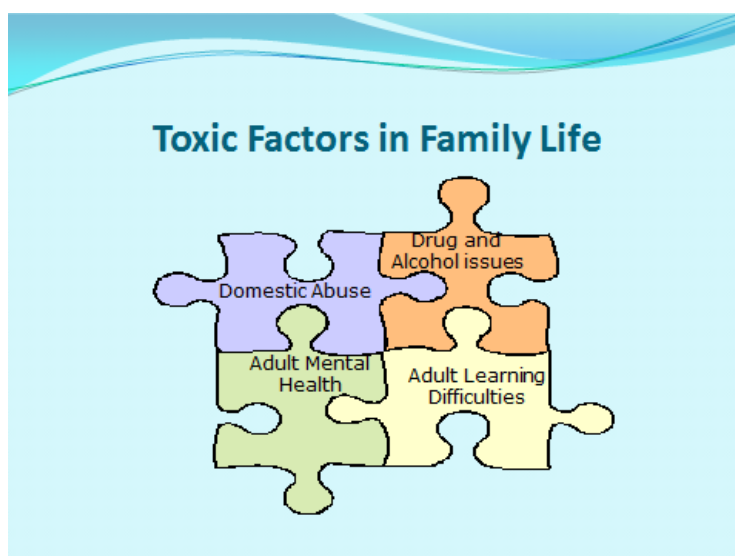 Toxic Factors in Family Life
Drug and
Alcohol issues
Domestic Abuse
Adult Mental
Health
Adult Learning
Difficulties